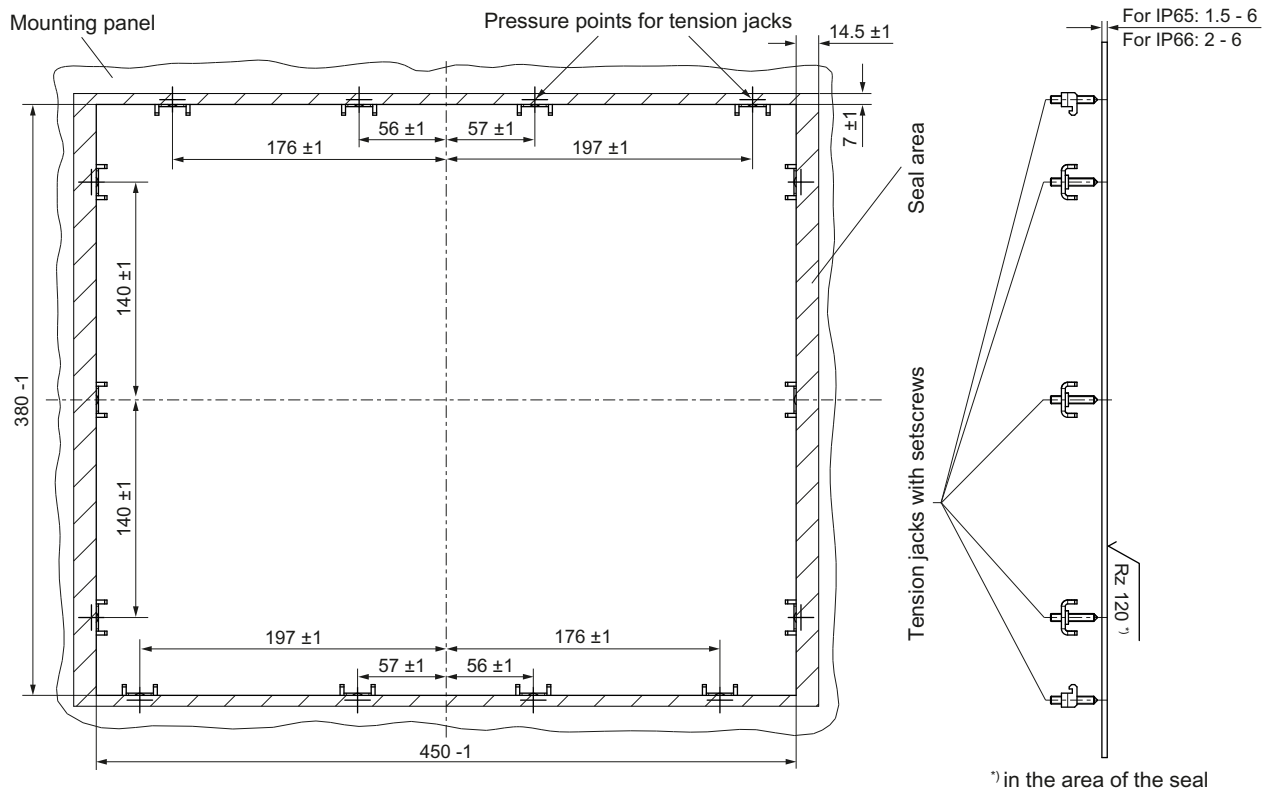 Mounting panel
Pressure points for tension jacks
14.5 ±1
For IP65: 1.5 - 6
For IP66: 2 - 6
56 ±1
57 ±1
7 ±1
176 ±1
197 ±1
Seal area
140 ±1
380 -1
140 ±1
Tension jacks with setscrews
Rz 120 *)
197 ±1
176 ±1
57 ±1
56 ±1
450 -1
*) in the area of the seal